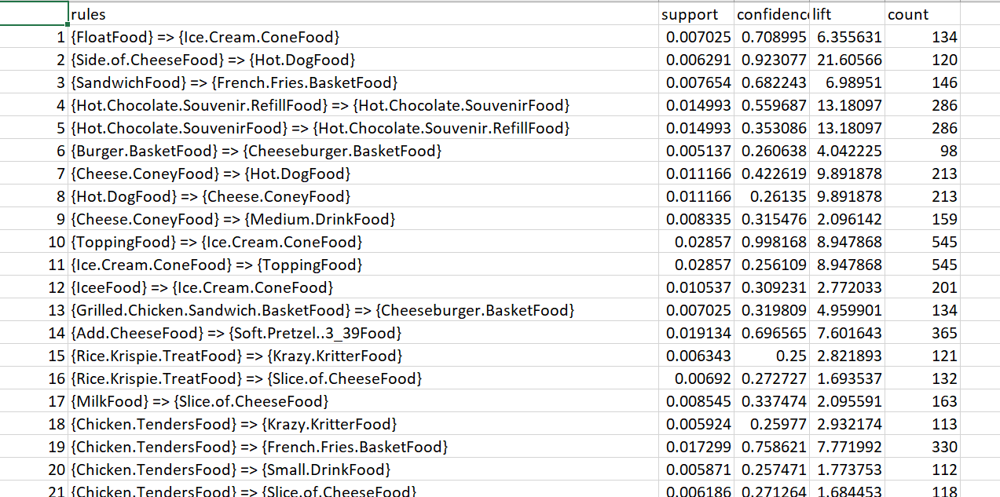 rules support confidenc lift count
1 {FloatFood} => {Ice.Cream.ConeFood} 0.007025 0.708995 6.355631 134
2 {Side.of.CheeseFood} => {Hot.DogFood} 0.006291 0.923077 21.60566 120
3 {SandwichFood} => {French.Fries.BasketFood} 0.007654 0.682243 6.98951 146
4 {Hot.Chocolate.Souvenir.RefillFood} => {Hot.Chocolate.SouvenirFood} 0.014993 0.559687 13.18097 286
5 {Hot.Chocolate.SouvenirFood} => {Hot.Chocolate.Souvenir.RefillFood} 0.014993 0.353086 13.18097 286
6 {Burger.BasketFood} => {Cheeseburger.BasketFood} 0.005137 0.260638 4.042225 98
7 {Cheese.ConeyFood} => {Hot.DogFood} 0.011166 0.422619 9.891878 213
8 {Hot.DogFood} => {Cheese.ConeyFood} 0.011166 0.26135 9.891878 213
9 {Cheese.ConeyFood} => {Medium.DrinkFood} 0.008335 0.315476 2.096142 159
10 {ToppingFood} => {Ice.Cream.ConeFood} 0.02857 0.998168 8.947868 545
11 {Ice.Cream.ConeFood} => {ToppingFood} 0.02857 0.256109 8.947868 545
12 {IceeFood} => {Ice.Cream.ConeFood} 0.010537 0.309231 2.772033 201
13 {Grilled.Chicken.Sandwich.BasketFood} => {Cheeseburger.BasketFood} 0.007025 0.319809 4.959901 134
14 {Add.CheeseFood} => {Soft.Pretzel..3_39Food} 0.019134 0.696565 7.601643 365
15 {Rice.Krispie.TreatFood} => {Krazy.KritterFood} 0.006343 0.25 2.821893 121
16 {Rice.Krispie.TreatFood} => {Slice.of.CheeseFood} 0.00692 0.272727 1.693537 132
17 {MilkFood} => {Slice.of.CheeseFood} 0.008545 0.337474 2.095591 163
18 {Chicken.TendersFood} => {Krazy.KritterFood} 0.005924 0.25977 2.932174 113
19 {Chicken.TendersFood} => {French.Fries.BasketFood} 0.017299 0.758621 7.771992 330
20 {Chicken.TendersFood} => {Small.DrinkFood} 0.005871 0.257471 1.773753 112
21 {Chicken.TendersFood} => {Slice.of.CheeseFood} 0.006186 0.271264 1.684453 118